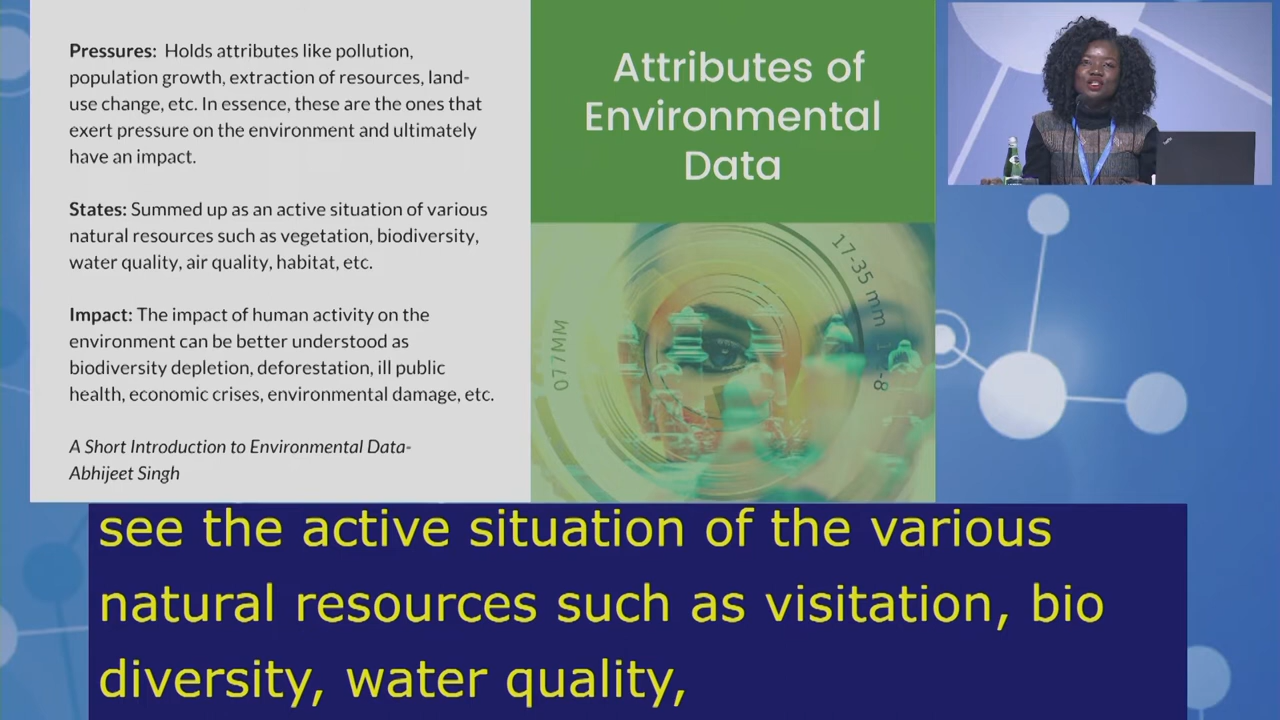 Pressures: Holds attributes like pollution,
population growth, extraction of resources, land-
use change, etc. In essence, these are the ones that
exert pressure on the environment and ultimately
have an impact.
States: Summed up as an active situation of various
natural resources such as vegetation, biodiversity,
water quality, air quality, habitat, etc.
Impact: The impact of human activity on the
environment can be better understood as
biodiversity depletion, deforestation, ill public
health, economic crises, environmental damage, etc.
A Short Introduction to Environmental Data-
Abhijeet Singh
Attributes of
Environmental
Data
17-35 mm
077MM
see the active situation of the various
natural resources such as visitation, bio
diversity, water quality,